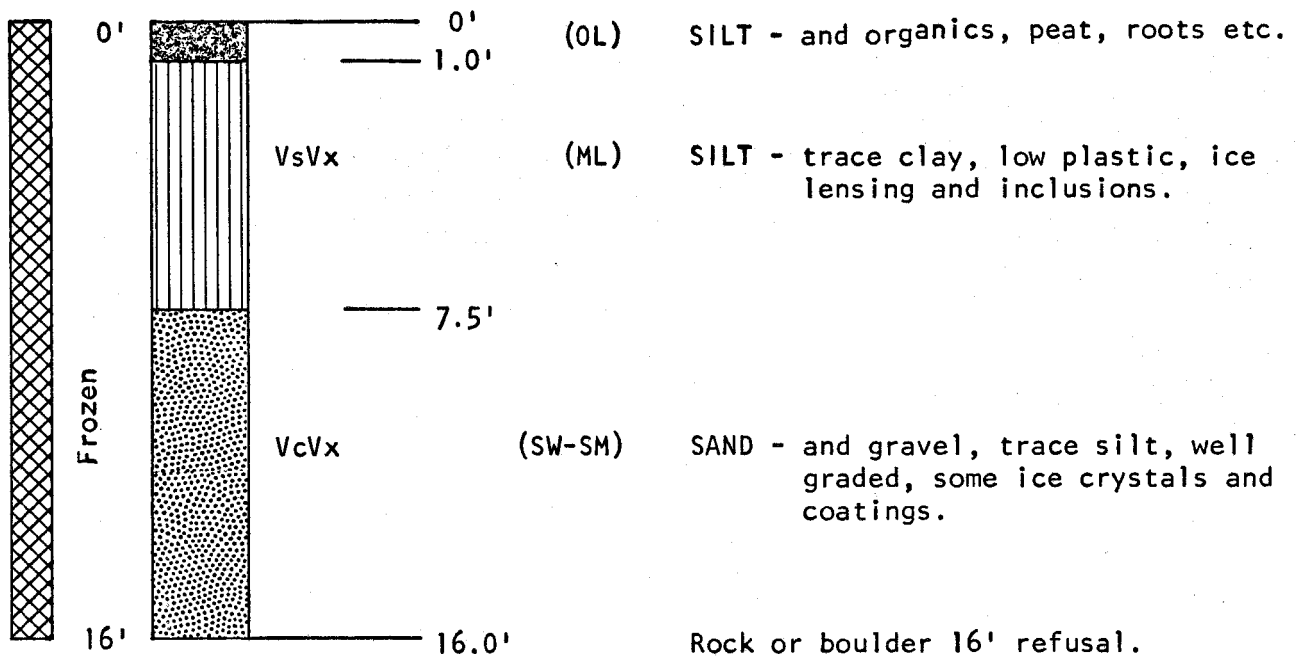 0' 0' (OL) SILT - and organics, peat, roots etc.
1.0'
VsVx (ML) SILT - trace clay, low plastic, ice
lensing and inclusions.
7.5'
Frozen
VcVx (SW-SM) SAND - and gravel, trace silt, well
graded, some ice crystals and
coatings.
16' 16.0' Rock or boulder 16' refusal.